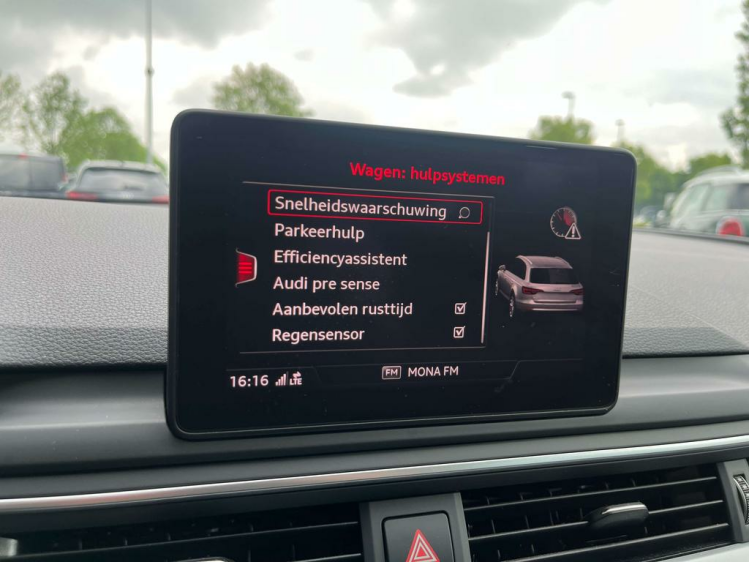 Wagen: hulpsystemen
Snelheidswaarschuwing
Parkeerhulp
Efficiencyassistent
Audi pre sense
Aanbevolen rusttijd
Regensensor
16:16 LTE
FM MONA FM